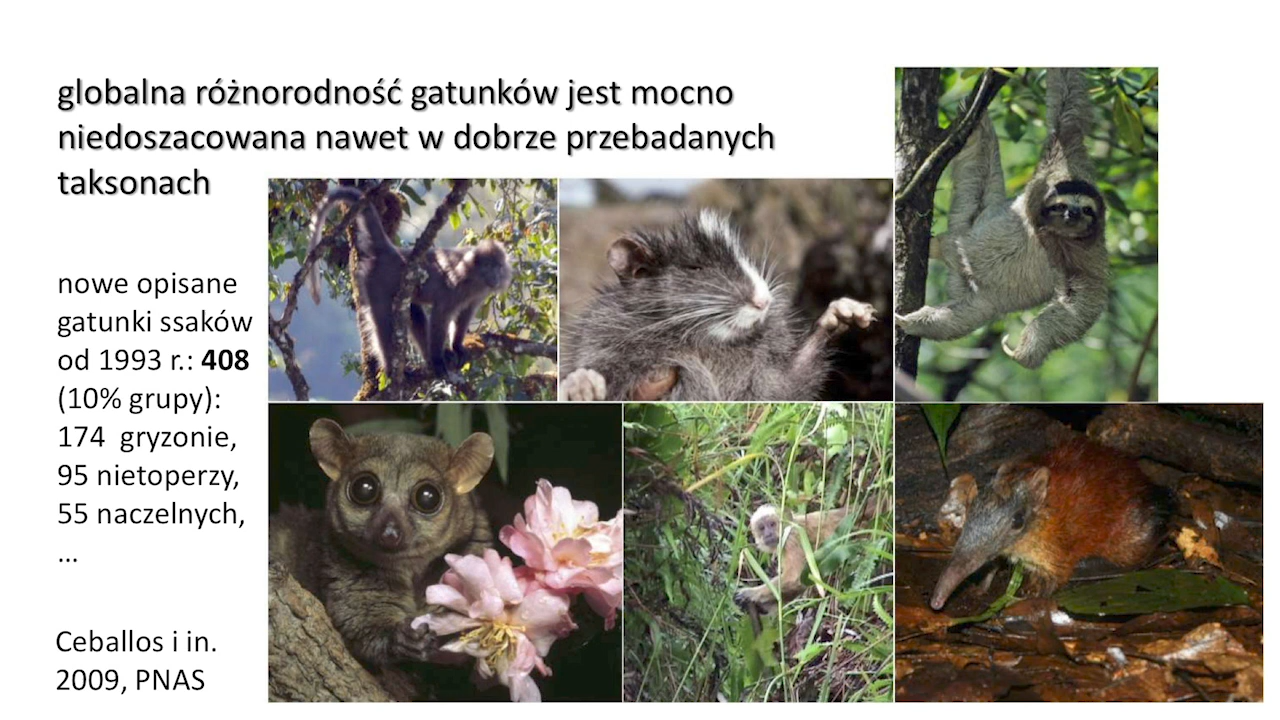 globalna różnorodność gatunków jest mocno
niedoszacowana nawet w dobrze przebadanych
taksonach
nowe opisane
gatunki ssaków
od 1993 r.: 408
(10% grupy):
174 gryzonie,
95 nietoperzy,
55 naczelnych,
...
Ceballos i in.
2009, PNAS